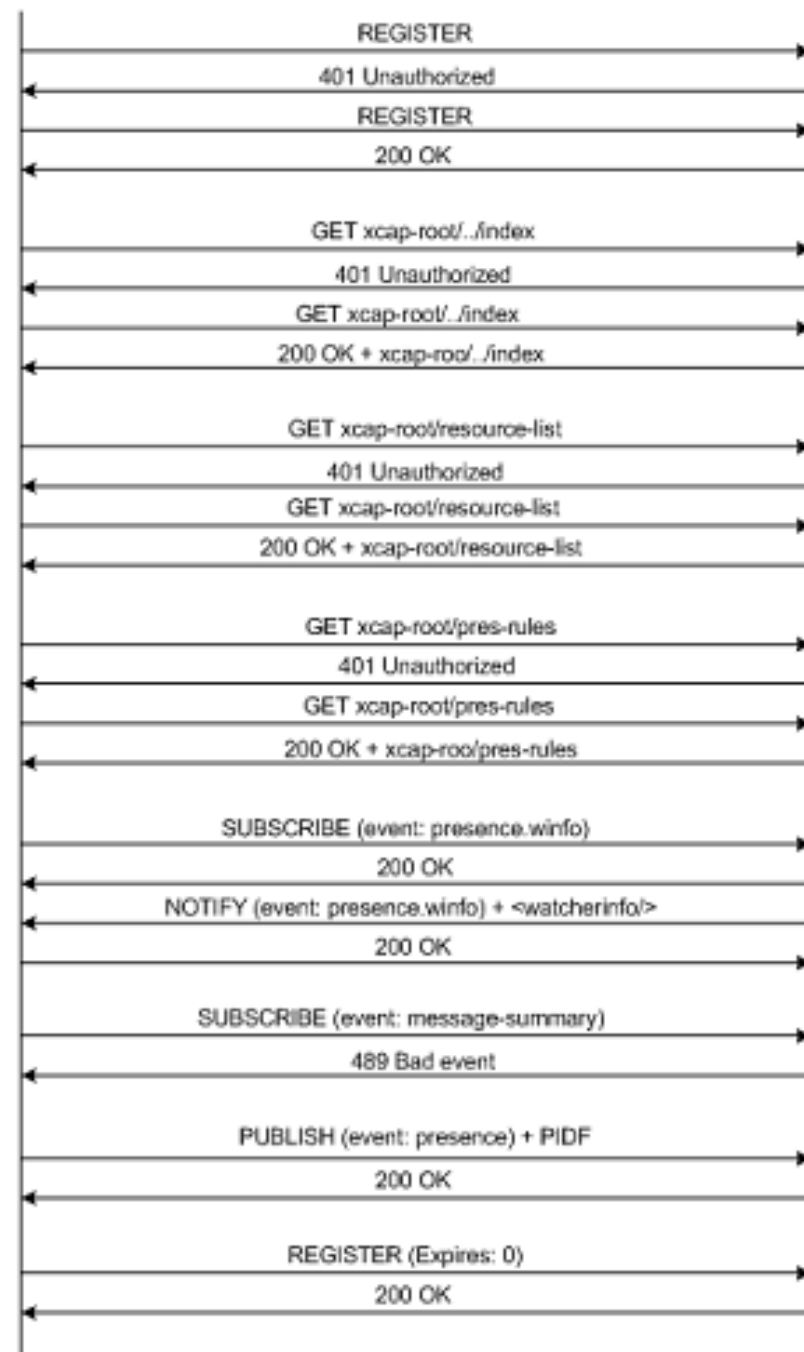 REGISTER
401 Unauthorized
REGISTER
200 OK
GET xcap-root/../index
401 Unauthorized
GET xcap-root/../index
200 OK + xcap-roo/../index
GET xcap-root/resource-list
401 Unauthorized
GET xcap-root/resource-list
200 OK + xcap-root/resource-list
GET xcap-root/pres-rules
401 Unauthorized
GET xcap-root/pres-rules
200 OK + xcap-roo/pres-rules
SUBSCRIBE (event: presence.winfo)
200 OK
NOTIFY (event: presence.winfo) + <watcherinfo/>
200 OK
SUBSCRIBE (event: message-summary)
489 Bad event
PUBLISH (event: presence) + PIDF
200 OK
REGISTER (Expires: 0)
200 OK